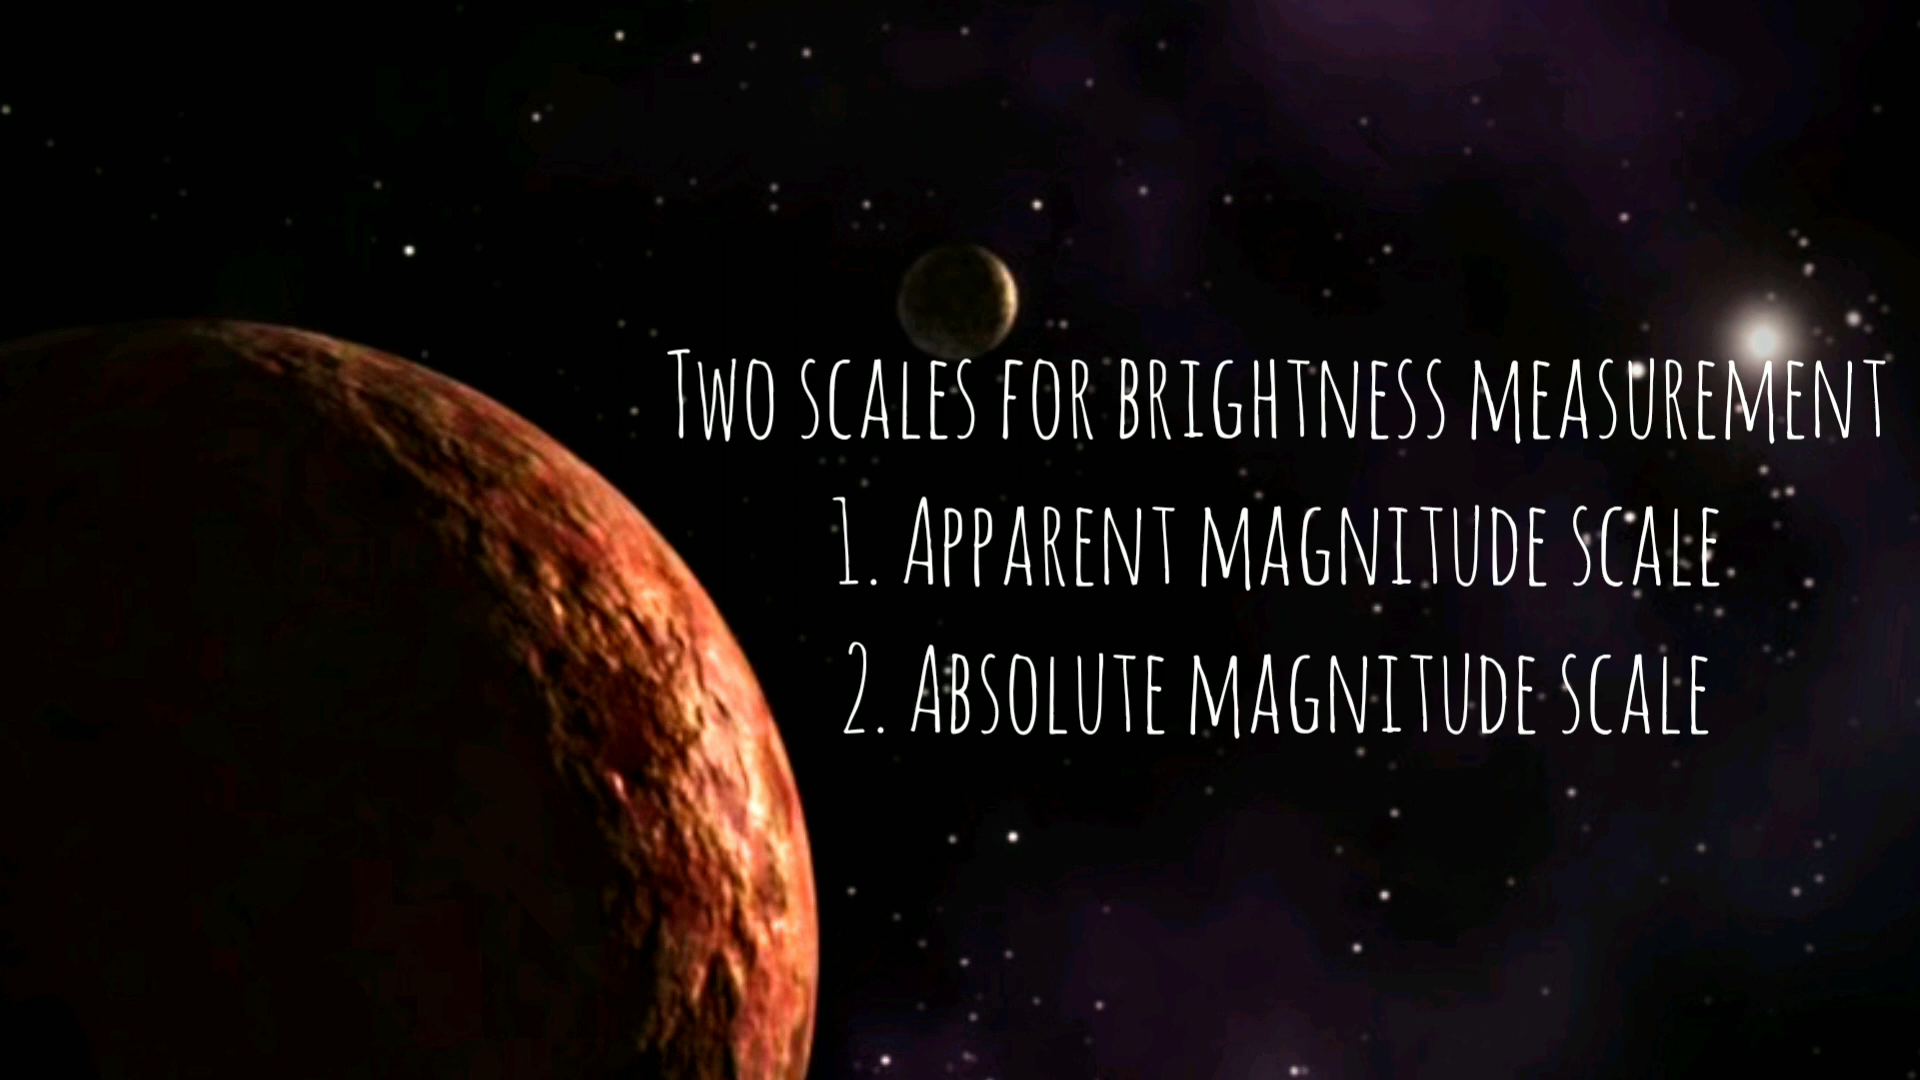 Two scales for brightness measurement
1. Apparent magnitude scale
2. Absolute magnitude scale